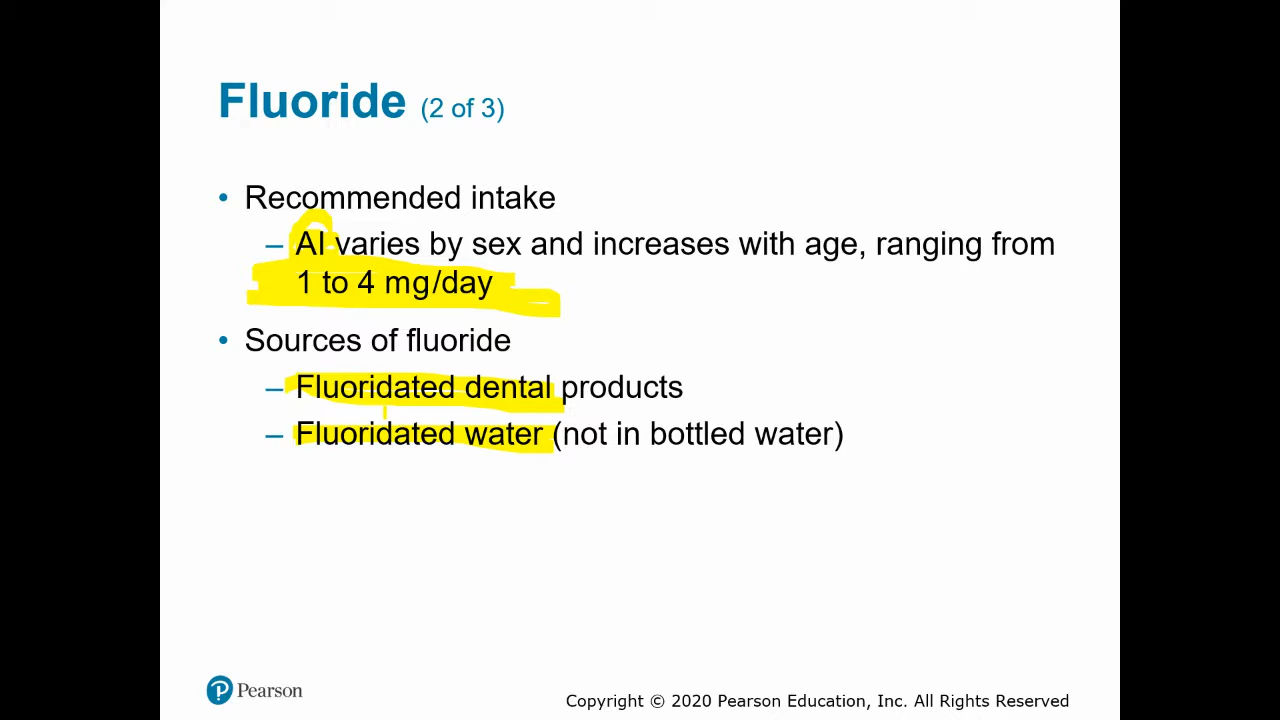 Fluoride (2 of 3)
• Recommended intake
– AI varies by sex and increases with age, ranging from
1 to 4 mg/day
• Sources of fluoride
– Fluoridated dental products
– Fluoridated water (not in bottled water)
P Pearson
Copyright © 2020 Pearson Education, Inc. All Rights Reserved